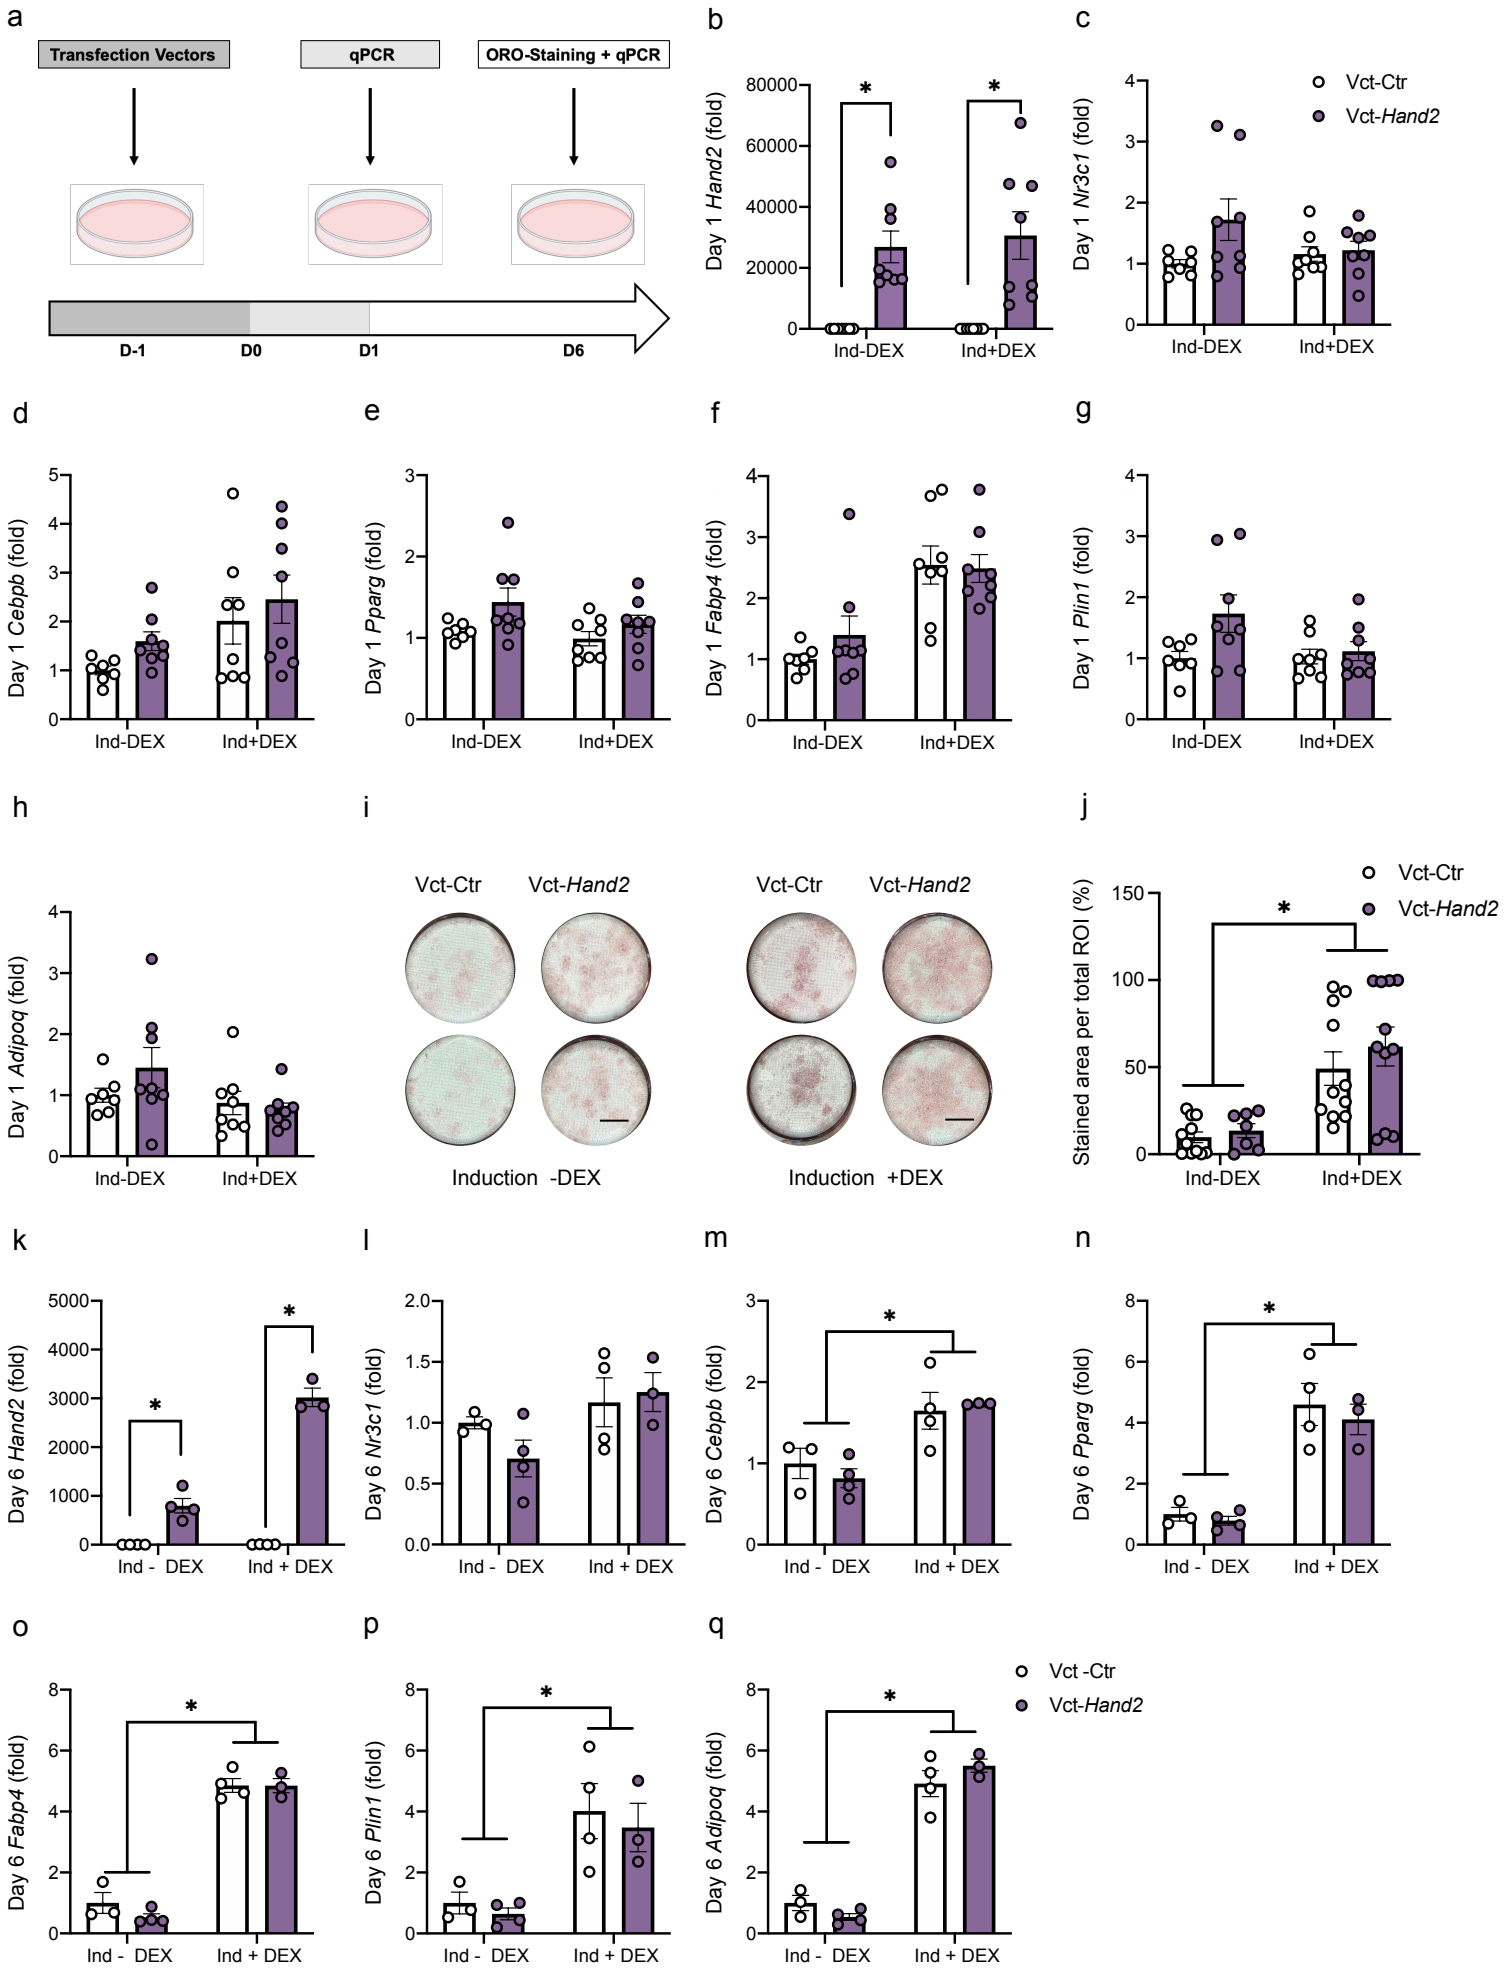 a
Transfection Vectors
qPCR
ORO-Staining + qPCR
D-1
D0
D1
D6
b
Day 1 Hand2 (fold)
80000
60000
40000
20000
0
*
*
Ind-DEX
Ind+DEX
c
Day 1 Nr3c1 (fold)
4
3
2
1
0
Ind-DEX
Ind+DEX
Vct-Ctr
Vct-Hand2
d
Day 1 Cebpb (fold)
5
4
3
2
1
0
Ind-DEX
Ind+DEX
e
Day 1 Pparg (fold)
3
2
1
0
Ind-DEX
Ind+DEX
f
Day 1 Fabp4 (fold)
4
3
2
1
0
Ind-DEX
Ind+DEX
g
Day 1 Plin1 (fold)
4
3
2
1
0
Ind-DEX
Ind+DEX
h
Day 1 Adipoq (fold)
4
3
2
1
0
Ind-DEX
Ind+DEX
i
Vct-Ctr
Vct-Hand2
Vct-Ctr
Vct-Hand2
Induction -DEX
Induction +DEX
j
Stained area per total ROI (%)
150
100
50
0
*
Ind-DEX
Ind+DEX
Vct-Ctr
Vct-Hand2
k
Day 6 Hand2 (fold)
5000
4000
3000
2000
1000
0
*
*
Ind - DEX
Ind + DEX
l
Day 6 Nr3c1 (fold)
2.0
1.5
1.0
0.5
0.0
Ind - DEX
Ind + DEX
m
Day 6 Cebpb (fold)
3
2
1
0
*
Ind - DEX
Ind + DEX
n
Day 6 Pparg (fold)
8
6
4
2
0
*
Ind - DEX
Ind + DEX
o
Day 6 Fabp4 (fold)
8
6
4
2
0
*
Ind - DEX
Ind + DEX
p
Day 6 Plin1 (fold)
8
6
4
2
0
*
Ind - DEX
Ind + DEX
q
Day 6 Adipoq (fold)
8
6
4
2
0
*
Ind - DEX
Ind + DEX
Vct -Ctr
Vct-Hand2